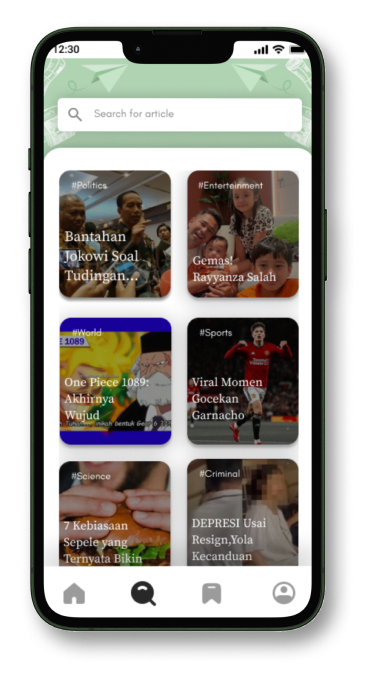 12:30
Search for article
#Politics
Bantahan
Jokowi Soal
Tudingan...
#Enterteinment
Gemas!
Rayyanza Salah
#World
1089
One Piece 1089:
Akhirnya
Wujud
#Sports
Viral Momen
Gocekan
Garnacho
#Science
7 Kebiasaan
Sepele yang
Ternyata Bikin
#Criminal
DEPRESI Usai
Resign,Yola
Kecanduan